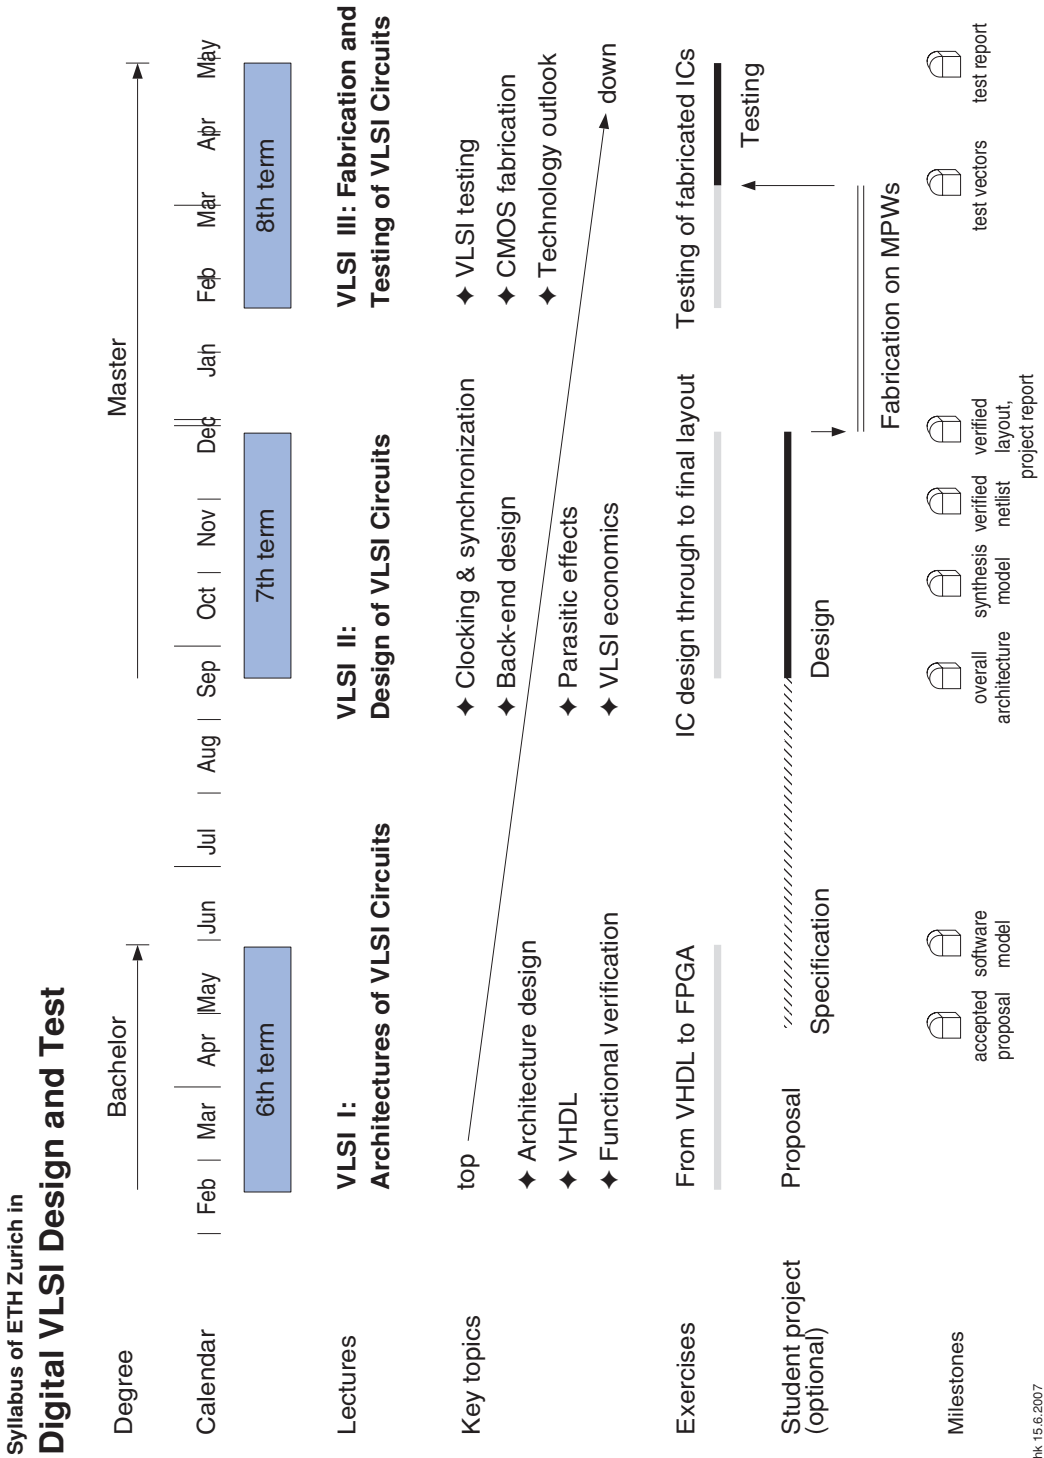 Syllabus of ETH Zurich in
Digital VLSI Design and Test
Degree
Bachelor
Master
Calendar
Feb
Mar
Apr
May
Jun
Jul
Aug
Sep
Oct
Nov
Dec
Jah
Feb
Mar
Apr
May
6th term
7th term
8th term
Lectures
VLSI I:
Architectures of VLSI Circuits
VLSI II:
Design of VLSI Circuits
VLSI III: Fabrication and
Testing of VLSI Circuits
Key topics
top
Architecture design
VHDL
Functional verification
Clocking & synchronization
Back-end design
Parasitic effects
VLSI economics
VLSI testing
CMOS fabrication
Technology outlook
down
Exercises
From VHDL to FPGA
IC design through to final layout
Testing of fabricated ICs
Student project
(optional)
Proposal
Specification
Design
Testing
Fabrication on MPWs
Milestones
accepted
proposal
software
model
overall
architecture
synthesis
model
verified
netlist
verified
layout,
project report
test vectors
test report
hk 15.6.2007